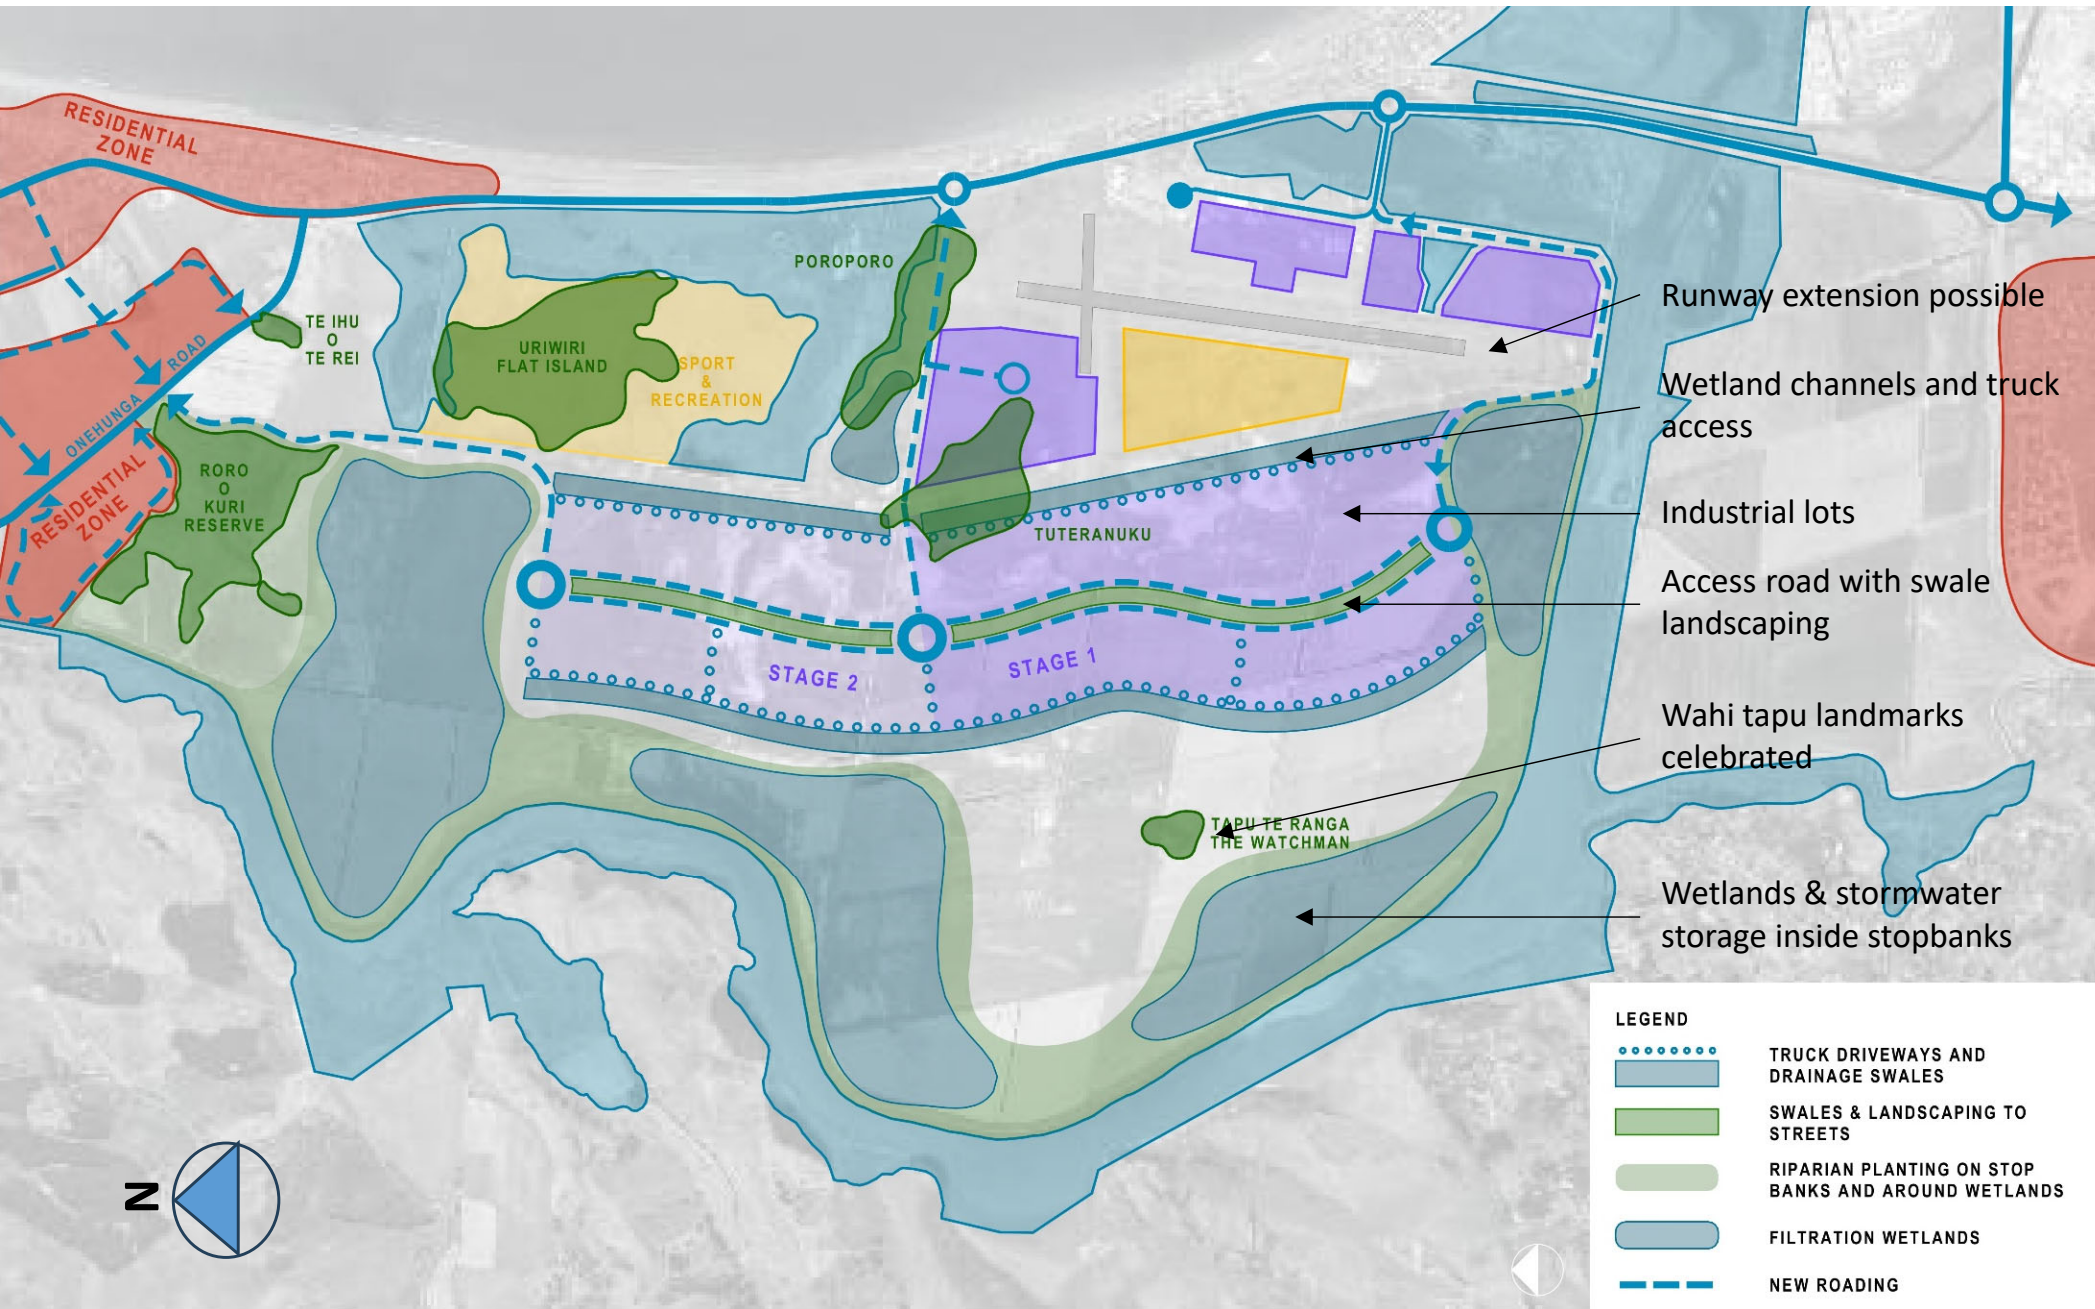 RESIDENTIAL
ZONE
POROPORO
TE IHU
O
TE REI
URIWIRI
FLAT ISLAND
SPORT
&
RECREATION
ONEHUNGA ROAD
RORO
O
KURI
RESERVE
RESIDENTIAL
ZONE
TUTERANUKU
STAGE 2
STAGE 1
TAPU TE RANGA
THE WATCHMAN
Runway extension possible
Wetland channels and truck
access
Industrial lots
Access road with swale
landscaping
Wahi tapu landmarks
celebrated
Wetlands & stormwater
storage inside stopbanks
N
LEGEND
TRUCK DRIVEWAYS AND
DRAINAGE SWALES
SWALES & LANDSCAPING TO
STREETS
RIPARIAN PLANTING ON STOP
BANKS AND AROUND WETLANDS
FILTRATION WETLANDS
NEW ROADING